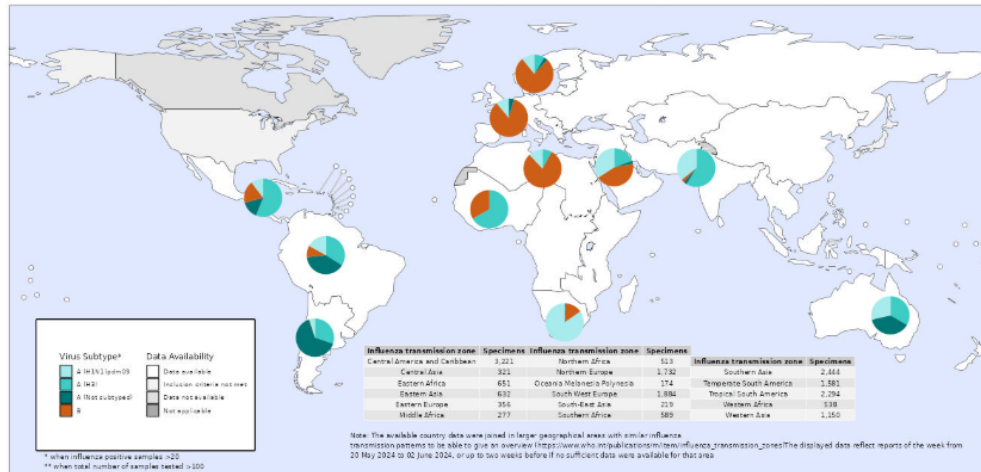 Virus Subtype*
A (H1N1)pdm09
A (H3)
A (Not subtyped)
B
Data Availability
Data available
Inclusion criteria not met
Data not available
Not applicable
* when influenza positive samples >20
** when total number of samples tested >100
Influenza transmission zone Specimens Influenza transmission zone Specimens
Central America and Caribbean 3,221 Northern Africa 513
Central Asia 321 Northern Europe 1,732
Eastern Africa 651 Oceania Melanesia Polynesia 174
Eastern Asia 632 South West Europe 1,884
Eastern Europe 356 South-East Asia 219
Middle Africa 277 Southern Africa 589
Influenza transmission zone Specimens
Southern Asia 2,444
Temperate South America 1,581
Tropical South America 2,294
Western Africa 538
Western Asia 1,150
Note: The available country data were joined in larger geographical areas with similar influenza
transmission patterns to be able to give an overview (https://www.who.int/publications/m/item/influenza_transmission_zones)The displayed data reflect reports of the week from
20 May 2024 to 02 June 2024, or up to two weeks before if no sufficient data were available for that area